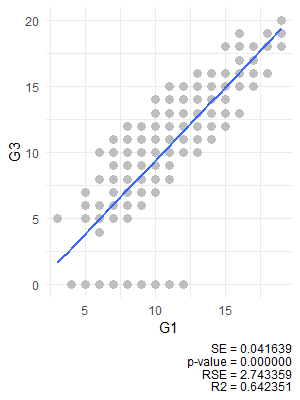 20
15
10
5
0
G3
5
10
15
G1
SE = 0.041639
p-value = 0.000000
RSE = 2.743359
R2 = 0.642351